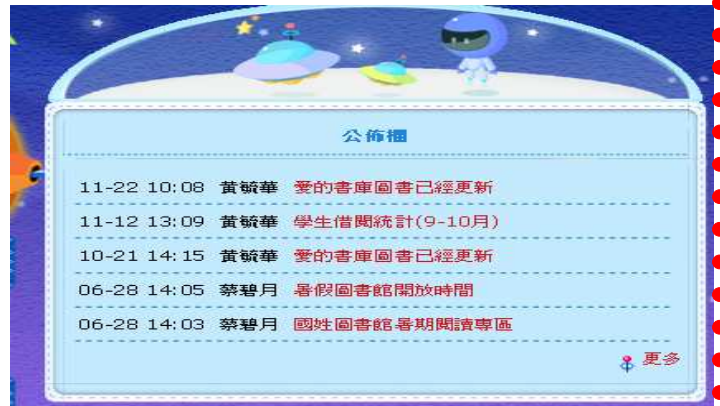 公佈欄
11-22 10:08 黃毓華 愛的書庫圖書已經更新
11-12 13:09 黃毓華 學生借閱統計(9-10月)
10-21 14:15 黃毓華 愛的書庫圖書已經更新
06-28 14:05 蔡碧月 暑假圖書館開放時間
06-28 14:03 蔡碧月 國姓圖書館暑期閱讀專區
更多